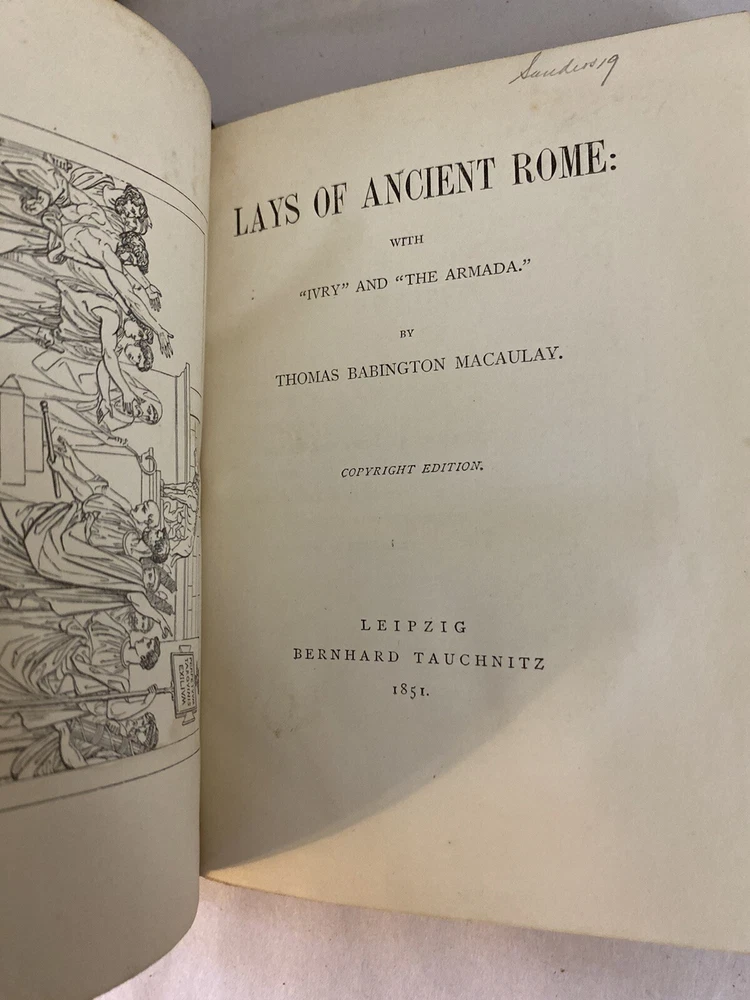 LAYS OF ANCIENT ROME:
WITH
“IVRY” AND “THE ARMADA.”
BY
THOMAS BABINGTON MACAULAY.
COPYRIGHT EDITION.
LEIPZIG
BERNHARD TAUCHNITZ
1851.
EXILIVM